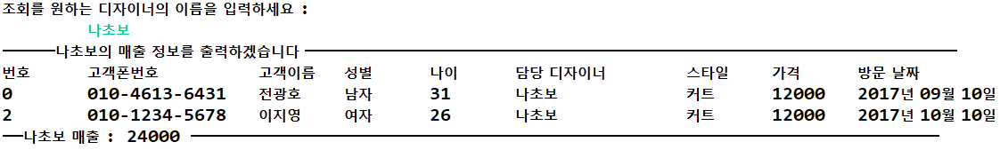 조회를 원하는 디자이너의 이름을 입력하세요 :
나초보
──────나초보의 매출 정보를 출력하겠습니다 ──────────────────────────────
번호 고객폰번호 고객이름 성별 나이 담당 디자이너 스타일 가격 방문 날짜
0 010-4613-6431 전광호 남자 31 나초보 커트 12000 2017년 09월 10일
2 010-1234-5678 이지영 여자 26 나초보 커트 12000 2017년 10월 10일
──나초보 매출 : 24000 ──────────────────────────────